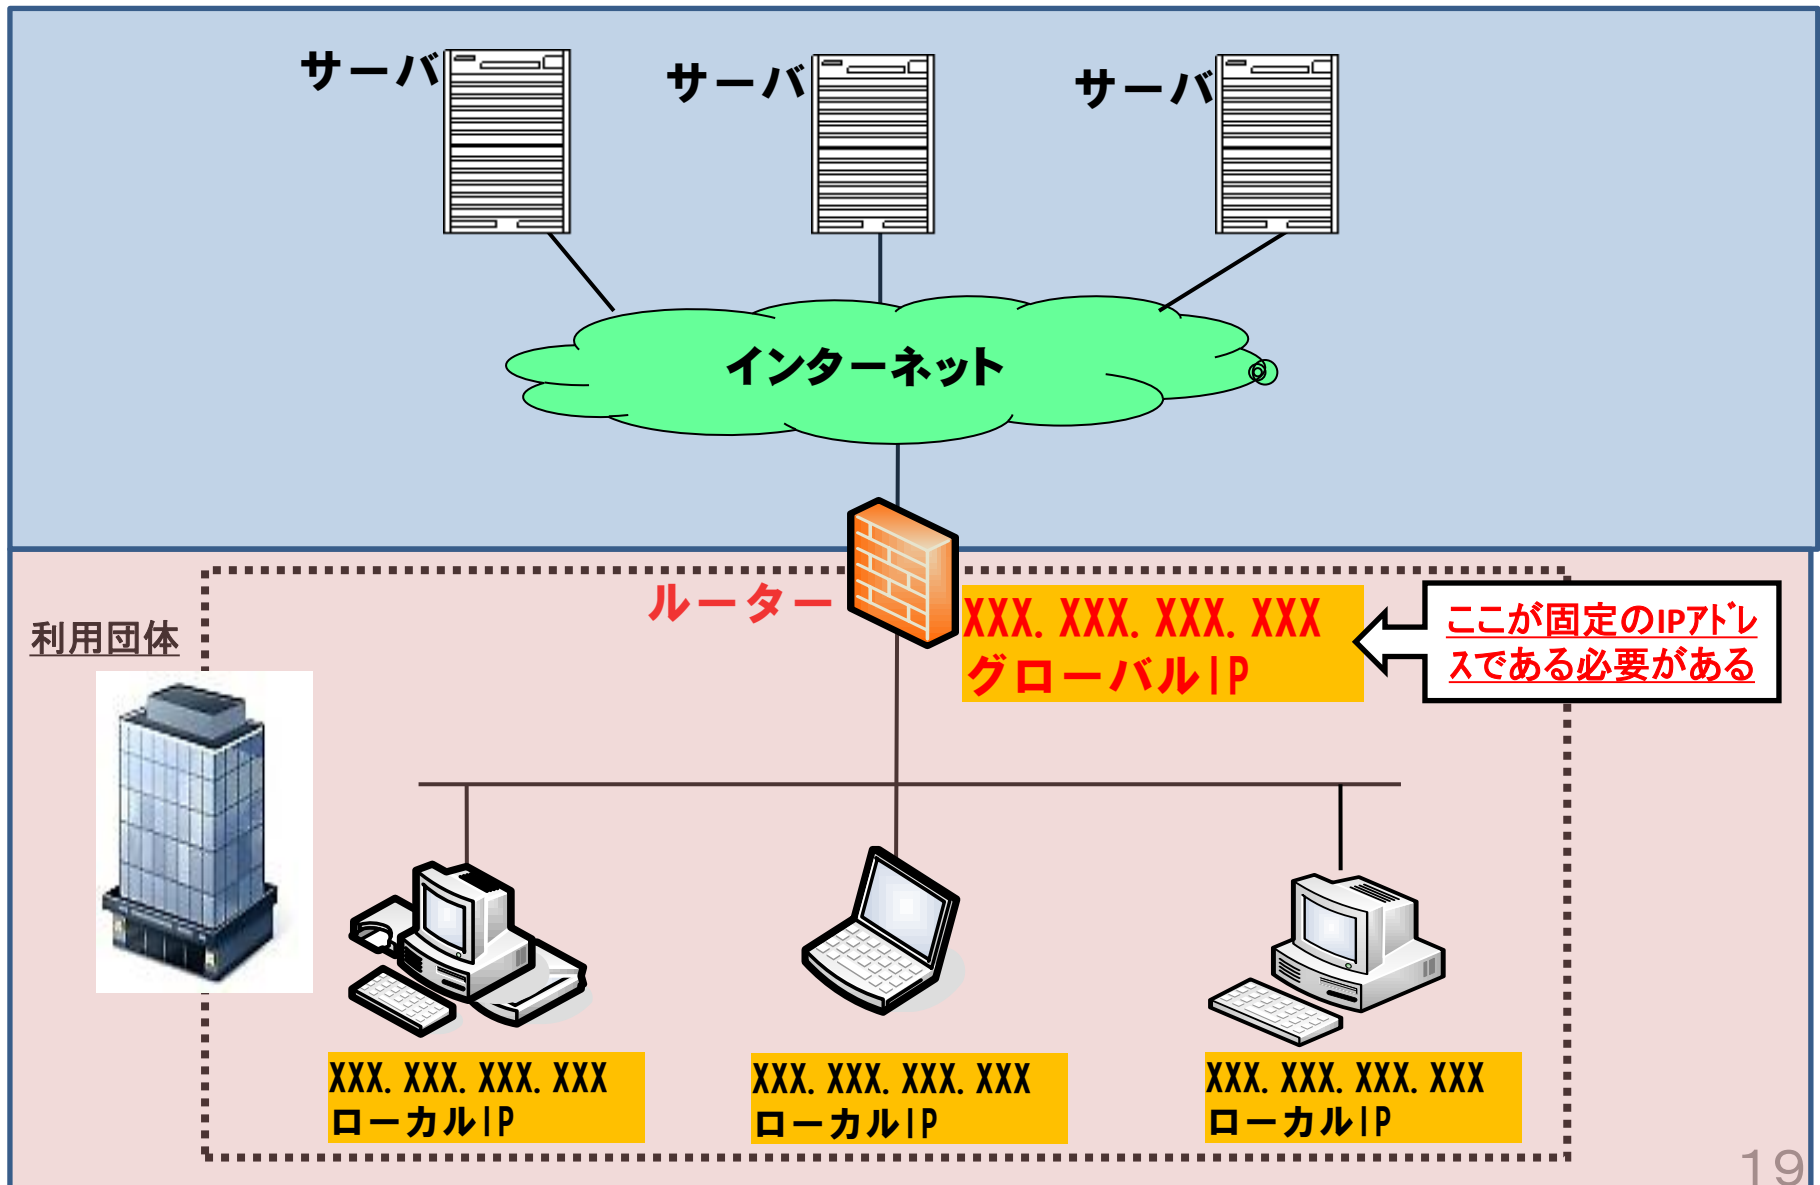 サーバ
サーバ
サーバ
インターネット
ルーター
XXX. XXX. XXX. XXX
グローバルIP
ここが固定のIPアドレ
スである必要がある
利用団体
XXX. XXX. XXX. XXX
ローカルIP
XXX. XXX. XXX. XXX
ローカルIP
XXX. XXX. XXX. XXX
ローカルIP
19